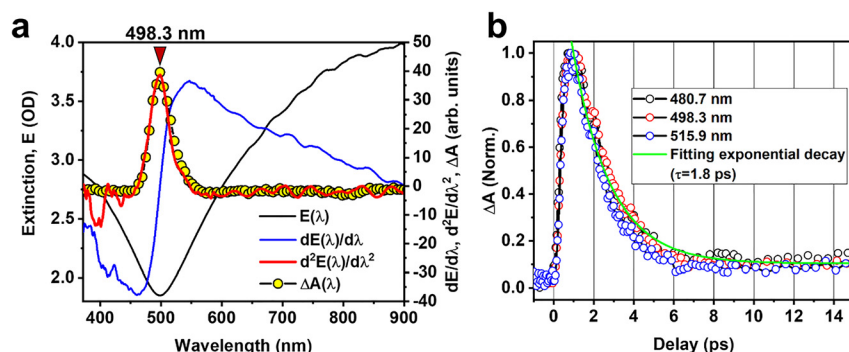 a
498.3 nm
4.0
3.5
3.0
2.5
2.0
Extinction, E (OD)
50
40
30
20
10
0
-10
-20
-30
-40
dE/dλ, d²E/dλ², ΔA (arb. units)
E(λ)
dE(λ)/dλ
d²E(λ)/dλ²
ΔA(λ)
400 500 600 700 800 900
Wavelength (nm)
b
1.0
0.8
0.6
0.4
0.2
0.0
ΔA (Norm.)
480.7 nm
498.3 nm
515.9 nm
Fitting exponential decay
(τ=1.8 ps)
0 2 4 6 8 10 12 14
Delay (ps)